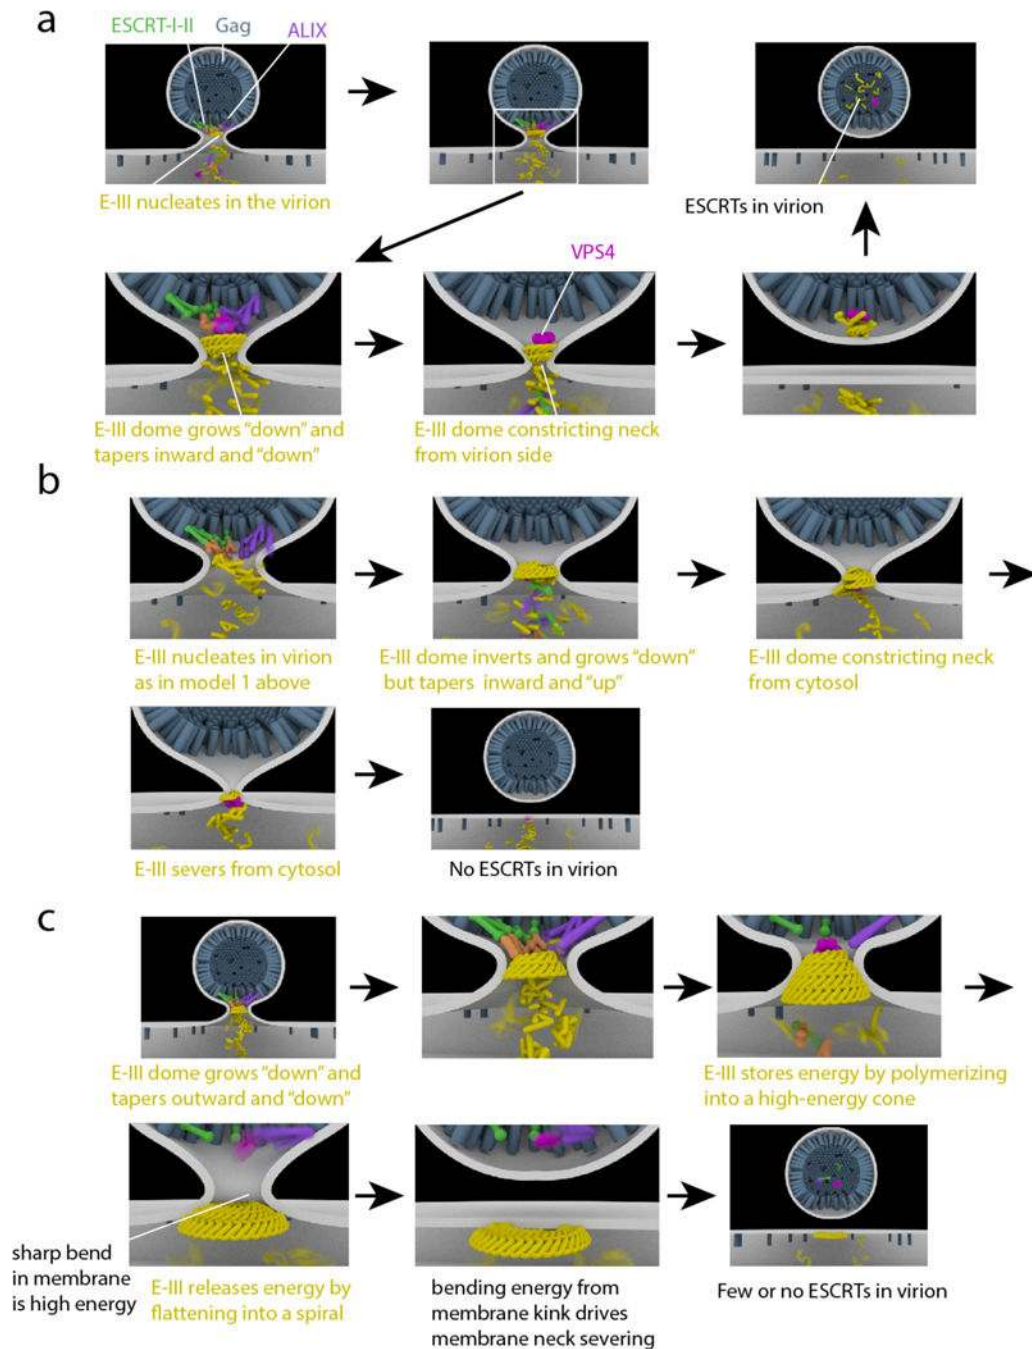 a
ESCRT-I-II Gag ALIX
E-III nucleates in the virion
ESCRTs in virion
VPS4
E-III dome grows "down" and
tapers inward and "down"
E-III dome constricting neck
from virion side
b
E-III nucleates in virion
as in model 1 above
E-III dome inverts and grows "down"
but tapers inward and "up"
E-III dome constricting neck
from cytosol
E-III severs from cytosol
No ESCRTs in virion
c
E-III dome grows "down" and
tapers outward and "down"
E-III stores energy by polymerizing
into a high-energy cone
sharp bend
in membrane
is high energy
E-III releases energy by
flattening into a spiral
bending energy from
membrane kink drives
membrane neck severing
Few or no ESCRTs in virion